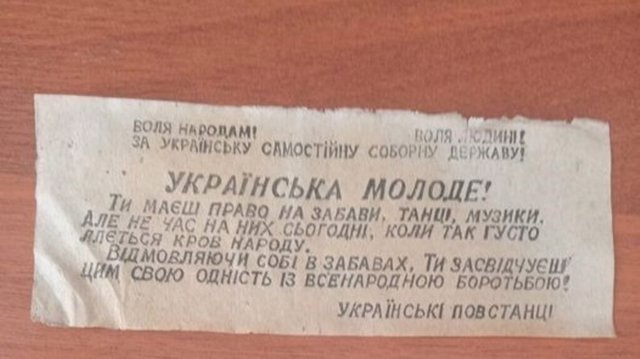 ВОЛЯ НАРОДАМ! ВОЛЯ ЛЮДИНІ!
ЗА УКРАЇНСЬКУ САМОСТІЙНУ СОБОРНУ ДЕРЖАВУ!
УКРАЇНСЬКА МОЛОДЕ!
ТИ МАЄШ ПРАВО НА ЗАБАВИ, ТАНЦІ, МУЗИКИ.
АЛЕ НЕ ЧАС НА НИХ СЬОГОДНІ, КОЛИ ТАК ГУСТО
ЛЛЄТЬСЯ КРОВ НАРОДУ.
ВІДМОВЛЯЮЧИ СОБІ В ЗАБАВАХ, ТИ ЗАСВІДЧУЄШ
ЦИМ СВОЮ ОДНІСТЬ ІЗ ВСЕНАРОДНОЮ БОРОТЬБОЮ!
УКРАЇНСЬКІ ПОВСТАНЦІ